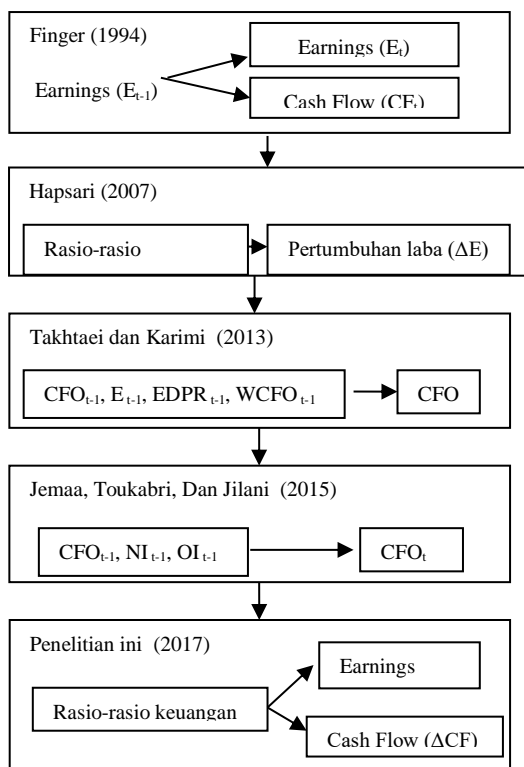 Finger (1994)
Earnings (Eₜ)
Earnings (Eₜ₋₁)
Cash Flow (CFₜ)
Hapsari (2007)
Rasio-rasio
Pertumbuhan laba (ΔE)
Takhtaei dan Karimi (2013)
CFOₜ₋₁, Eₜ₋₁, EDPRₜ₋₁, WCFOₜ₋₁
CFO
Jemaa, Toukabri, Dan Jilani (2015)
CFOₜ₋₁, NIₜ₋₁, OIₜ₋₁
CFOₜ
Penelitian ini (2017)
Earnings
Rasio-rasio keuangan
Cash Flow (ΔCF)